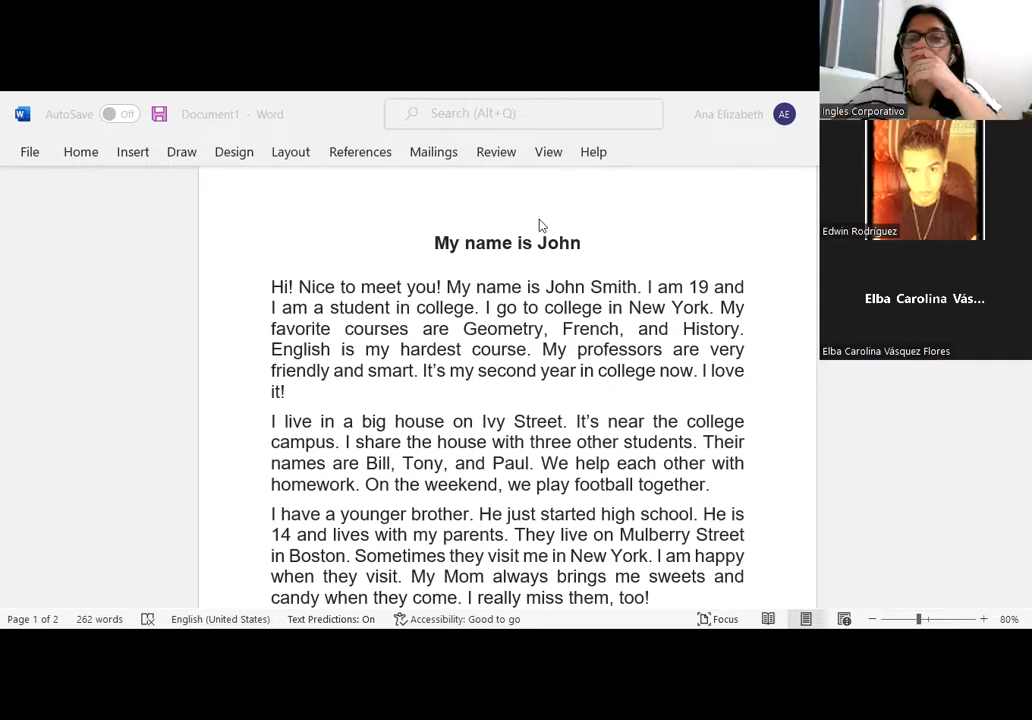 AutoSave Off Document1 - Word Search (Alt+Q) Ana Elizabeth AE
File Home Insert Draw Design Layout References Mailings Review View Help
My name is John
Hi! Nice to meet you! My name is John Smith. I am 19 and
I am a student in college. I go to college in New York. My
favorite courses are Geometry, French, and History.
English is my hardest course. My professors are very
friendly and smart. It’s my second year in college now. I love
it!
I live in a big house on Ivy Street. It’s near the college
campus. I share the house with three other students. Their
names are Bill, Tony, and Paul. We help each other with
homework. On the weekend, we play football together.
I have a younger brother. He just started high school. He is
14 and lives with my parents. They live on Mulberry Street
in Boston. Sometimes they visit me in New York. I am happy
when they visit. My Mom always brings me sweets and
candy when they come. I really miss them, too!
Page 1 of 2 262 words English (United States) Text Predictions: On Accessibility: Good to go Focus 80%
Ingles Corporativo
Edwin Rodríguez
Elba Carolina Vás...
Elba Carolina Vásquez Flores